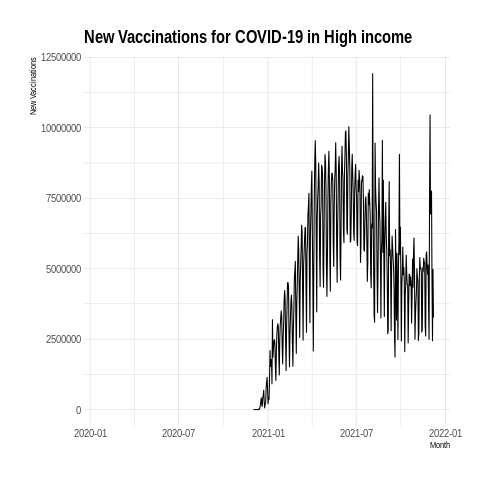 New Vaccinations for COVID-19 in High income
New Vaccinations
12500000
10000000
7500000
5000000
2500000
0
2020-01 2020-07 2021-01 2021-07 2022-01
Month